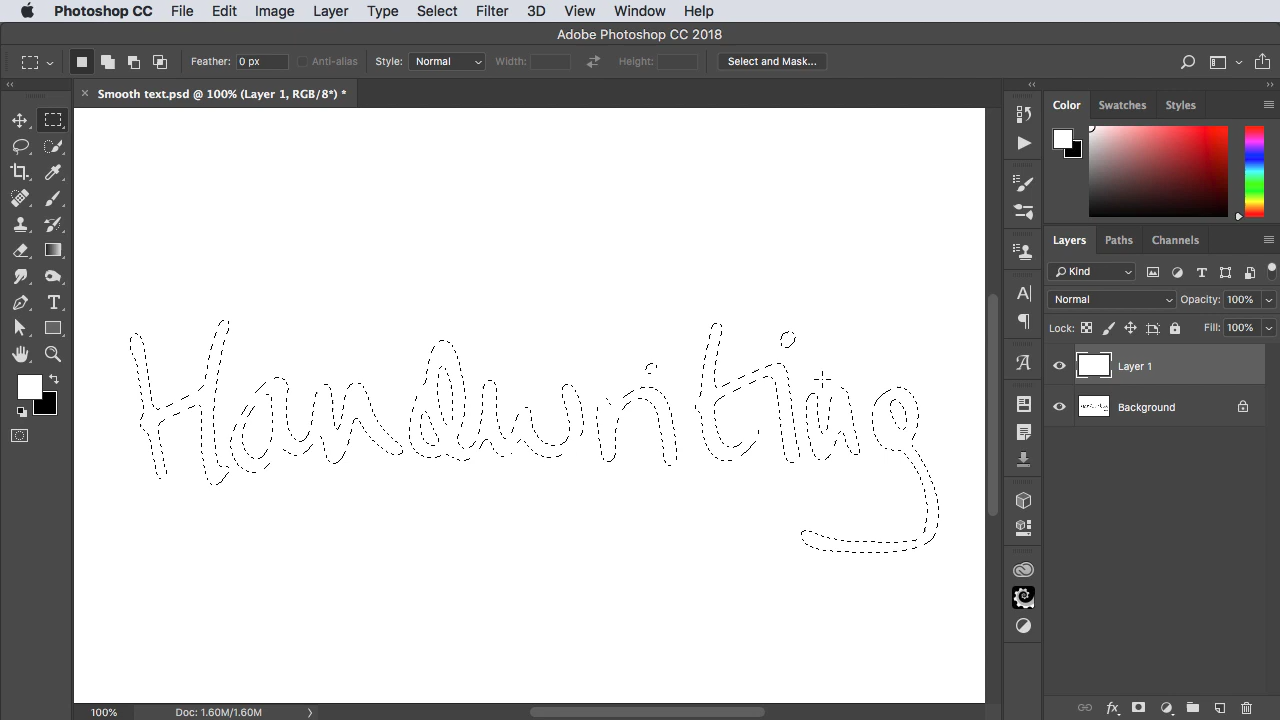 Photoshop CC File Edit Image Layer Type Select Filter 3D View Window Help
Adobe Photoshop CC 2018
Feather: 0 px Anti-alias Style: Normal Width: Height: Select and Mask...
Smooth text.psd @ 100% (Layer 1, RGB/8*) *
Color Swatches Styles
Layers Paths Channels
Kind
Normal Opacity: 100%
Lock: Fill: 100%
Layer 1
Background
Handwriting
100% Doc: 1.60M/1.60M